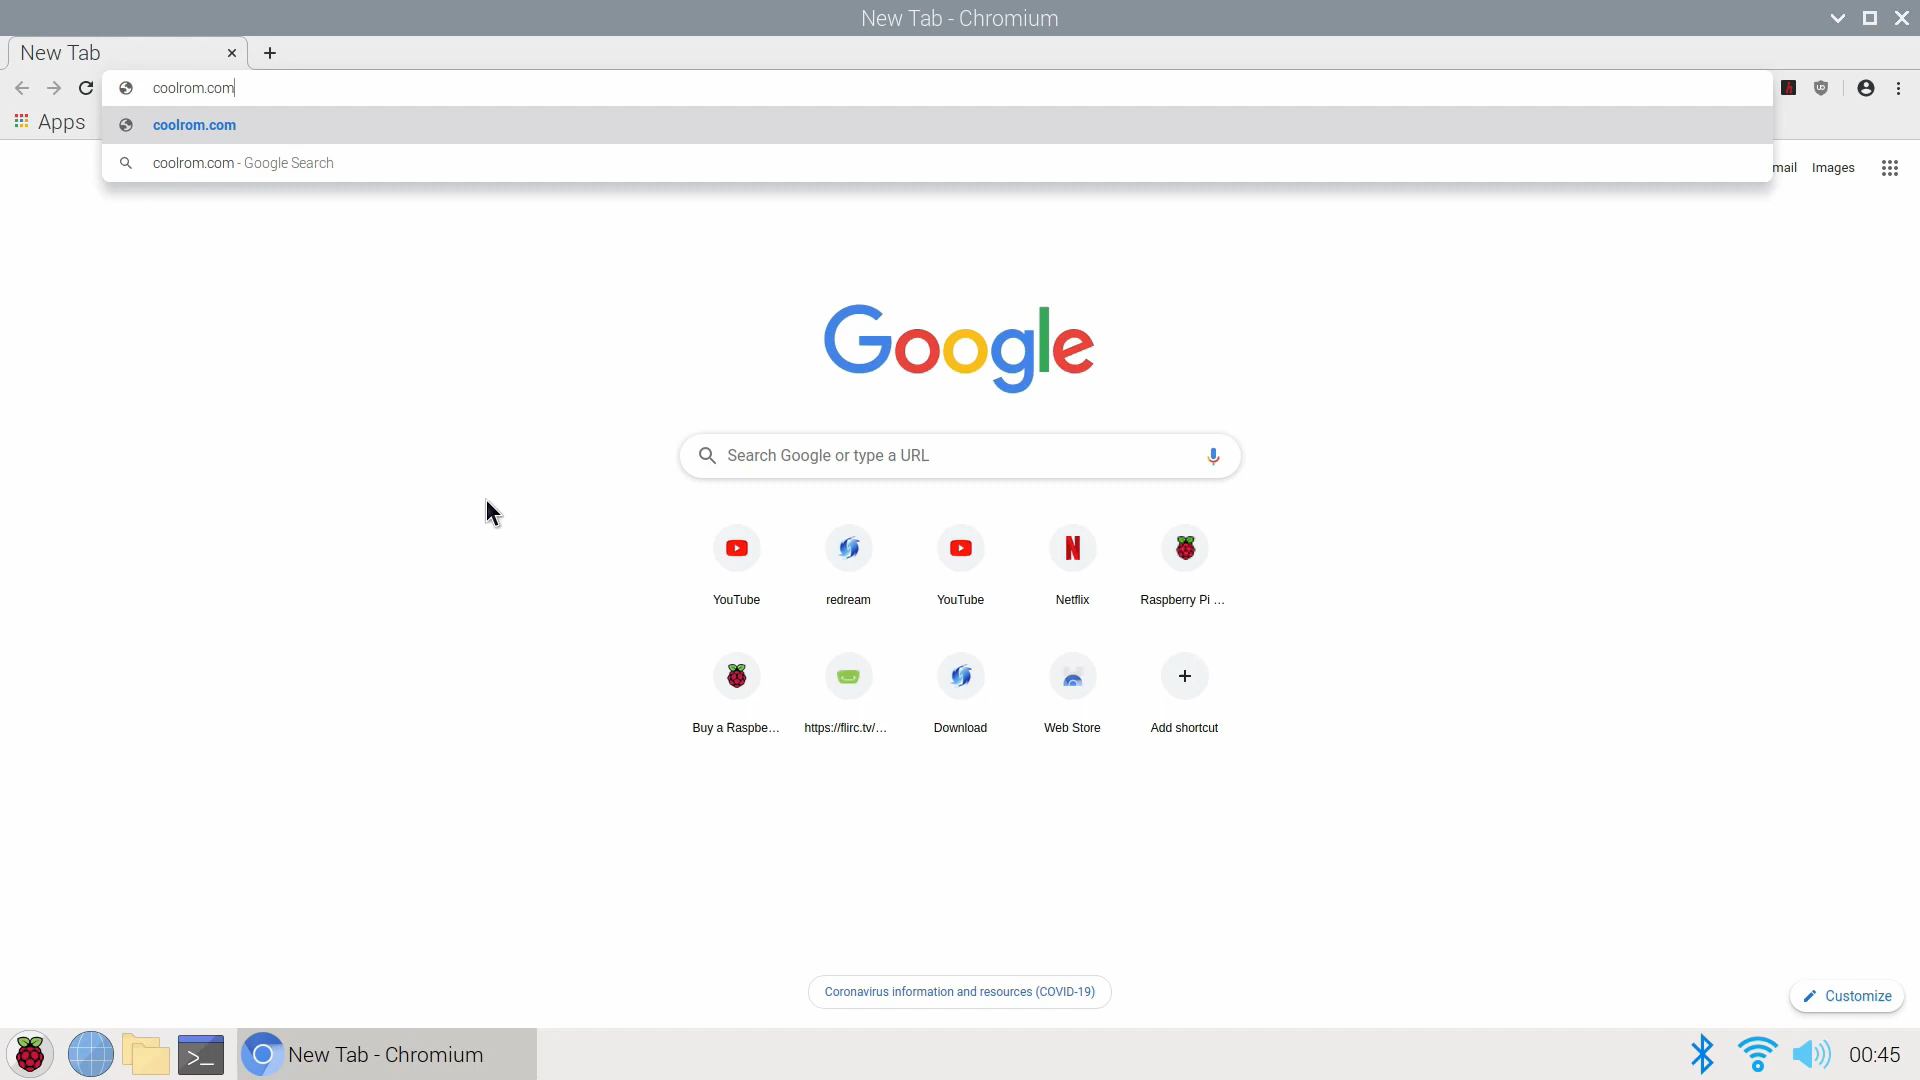 New Tab - Chromium
New Tab
coolrom.com
coolrom.com
Apps
coolrom.com - Google Search
mail Images
Google
Search Google or type a URL
YouTube redream YouTube Netflix Raspberry Pi ...
Buy a Raspbe... https://flirc.tv/... Download Web Store Add shortcut
Coronavirus information and resources (COVID-19)
Customize
New Tab - Chromium
00:45